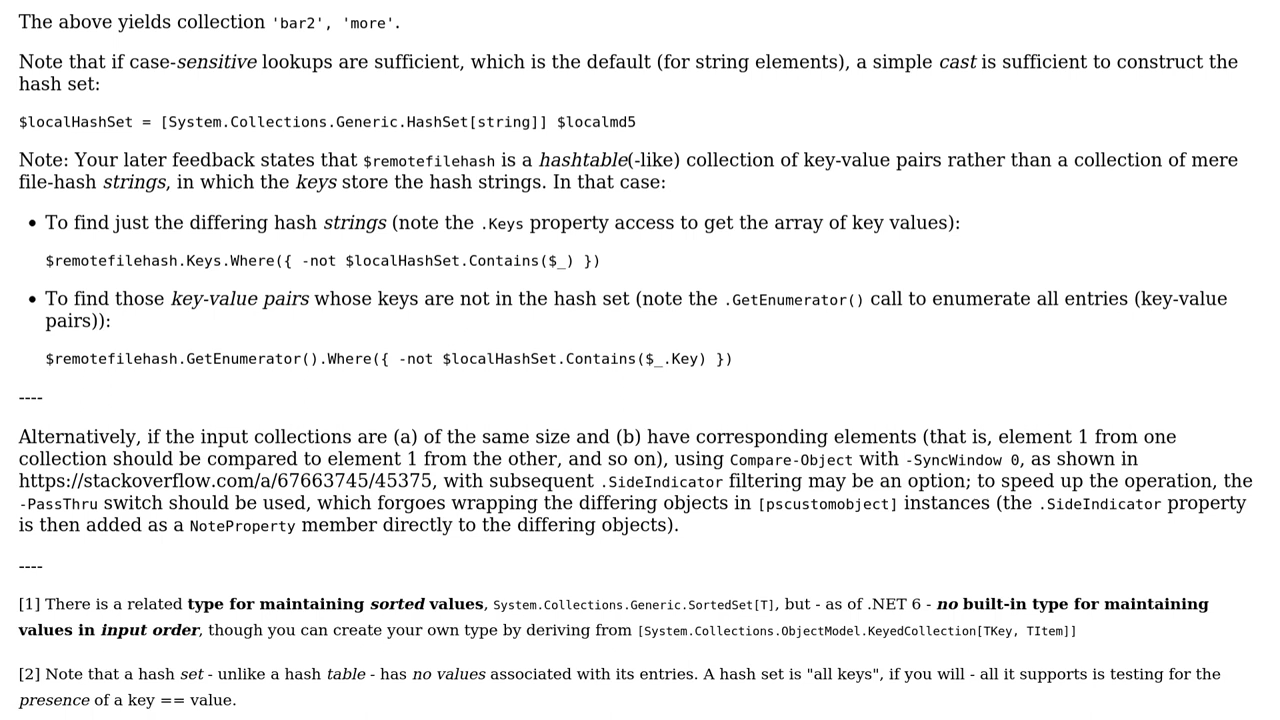 The above yields collection 'bar2', 'more'.
Note that if case-sensitive lookups are sufficient, which is the default (for string elements), a simple cast is sufficient to construct the
hash set:
$localHashSet = [System.Collections.Generic.HashSet[string]] $localmd5
Note: Your later feedback states that $remotefilehash is a hashtable(-like) collection of key-value pairs rather than a collection of mere
file-hash strings, in which the keys store the hash strings. In that case:
• To find just the differing hash strings (note the .Keys property access to get the array of key values):
$remotefilehash.Keys.Where({ -not $localHashSet.Contains($_) })
• To find those key-value pairs whose keys are not in the hash set (note the .GetEnumerator() call to enumerate all entries (key-value
pairs)):
$remotefilehash.GetEnumerator().Where({ -not $localHashSet.Contains($_.Key) })
----
Alternatively, if the input collections are (a) of the same size and (b) have corresponding elements (that is, element 1 from one
collection should be compared to element 1 from the other, and so on), using Compare-Object with -SyncWindow 0, as shown in
https://stackoverflow.com/a/67663745/45375, with subsequent .SideIndicator filtering may be an option; to speed up the operation, the
-PassThru switch should be used, which forgoes wrapping the differing objects in [pscustomobject] instances (the .SideIndicator property
is then added as a NoteProperty member directly to the differing objects).
----
[1] There is a related type for maintaining sorted values, System.Collections.Generic.SortedSet[T], but - as of .NET 6 - no built-in type for maintaining
values in input order, though you can create your own type by deriving from [System.Collections.ObjectModel.KeyedCollection[TKey, TItem]]
[2] Note that a hash set - unlike a hash table - has no values associated with its entries. A hash set is "all keys", if you will - all it supports is testing for the
presence of a key == value.